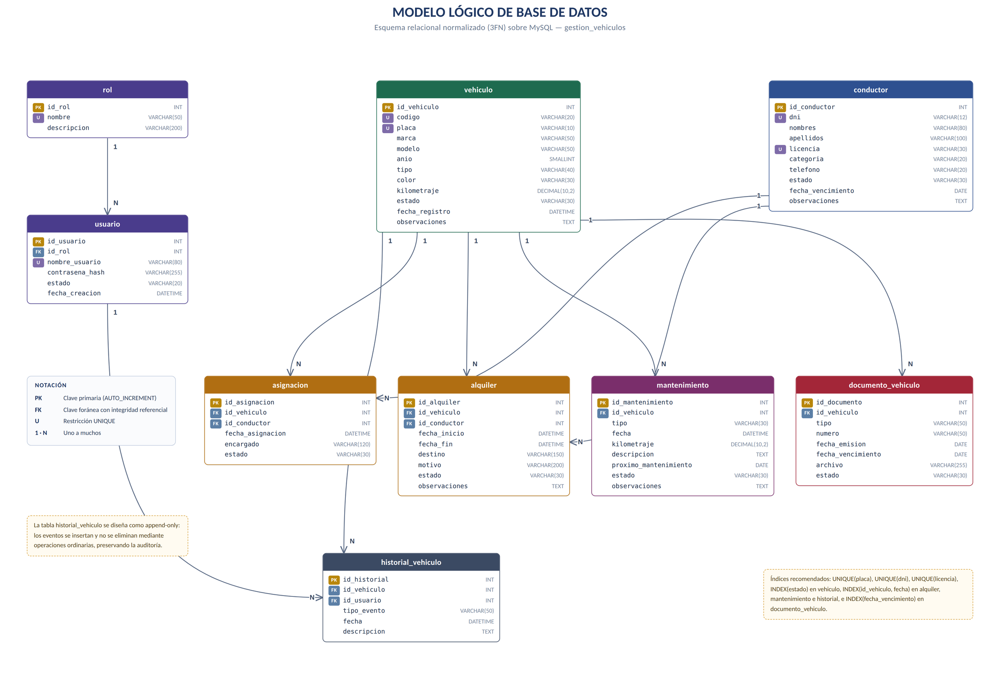 MODELO LÓGICO DE BASE DE DATOS
Esquema relacional normalizado (3FN) sobre MySQL — gestion_vehiculos
rol
PK id_rol INT
U nombre VARCHAR(50)
descripcion VARCHAR(200)
1
N
usuario
PK id_usuario INT
FK id_rol INT
U nombre_usuario VARCHAR(80)
contrasena_hash VARCHAR(255)
estado VARCHAR(20)
fecha_creacion DATETIME
1
vehiculo
PK id_vehiculo INT
U codigo VARCHAR(20)
U placa VARCHAR(10)
marca VARCHAR(50)
modelo VARCHAR(50)
anio SMALLINT
tipo VARCHAR(40)
color VARCHAR(30)
kilometraje DECIMAL(10,2)
estado VARCHAR(30)
fecha_registro DATETIME
observaciones TEXT
1
1 1 1 1
conductor
PK id_conductor INT
U dni VARCHAR(12)
nombres VARCHAR(80)
apellidos VARCHAR(100)
U licencia VARCHAR(30)
categoria VARCHAR(20)
telefono VARCHAR(20)
estado VARCHAR(30)
fecha_vencimiento DATE
observaciones TEXT
1
1
NOTACIÓN
PK Clave primaria (AUTO_INCREMENT)
FK Clave foránea con integridad referencial
U Restricción UNIQUE
1 · N Uno a muchos
N
asignacion
PK id_asignacion INT
FK id_vehiculo INT
FK id_conductor INT
fecha_asignacion DATETIME
encargado VARCHAR(120)
estado VARCHAR(30)
N
N
alquiler
PK id_alquiler INT
FK id_vehiculo INT
FK id_conductor INT
fecha_inicio DATETIME
fecha_fin DATETIME
destino VARCHAR(150)
motivo VARCHAR(200)
estado VARCHAR(30)
observaciones TEXT
N
N
mantenimiento
PK id_mantenimiento INT
FK id_vehiculo INT
tipo VARCHAR(30)
fecha DATETIME
kilometraje DECIMAL(10,2)
descripcion TEXT
proximo_mantenimiento DATE
estado VARCHAR(30)
observaciones TEXT
N
documento_vehiculo
PK id_documento INT
FK id_vehiculo INT
tipo VARCHAR(50)
numero VARCHAR(50)
fecha_emision DATE
fecha_vencimiento DATE
archivo VARCHAR(255)
estado VARCHAR(30)
La tabla historial_vehiculo se diseña como append-only:
los eventos se insertan y no se eliminan mediante
operaciones ordinarias, preservando la auditoría.
N
N
historial_vehiculo
PK id_historial INT
FK id_vehiculo INT
FK id_usuario INT
tipo_evento VARCHAR(50)
fecha DATETIME
descripcion TEXT
Índices recomendados: UNIQUE(placa), UNIQUE(dni), UNIQUE(licencia),
INDEX(estado) en vehiculo, INDEX(id_vehiculo, fecha) en alquiler,
mantenimiento e historial, e INDEX(fecha_vencimiento) en
documento_vehiculo.